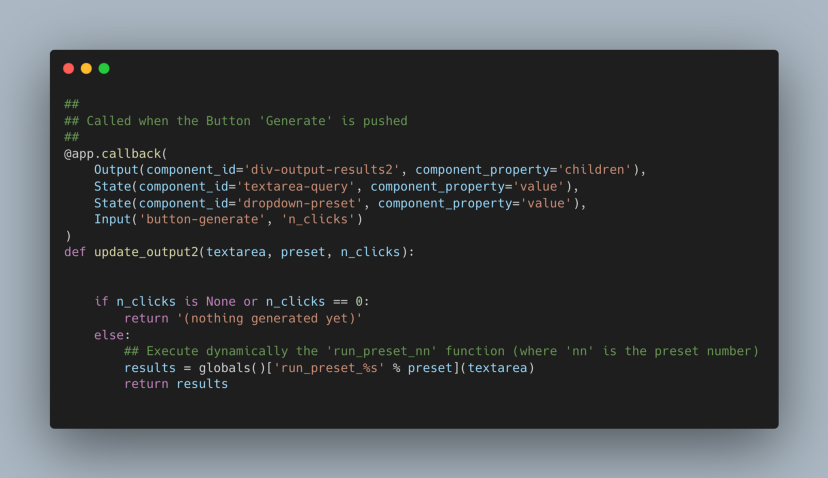 ##
## Called when the Button 'Generate' is pushed
##
@app.callback(
    Output(component_id='div-output-results2', component_property='children'),
    State(component_id='textarea-query', component_property='value'),
    State(component_id='dropdown-preset', component_property='value'),
    Input('button-generate', 'n_clicks')
)
def update_output2(textarea, preset, n_clicks):
    if n_clicks is None or n_clicks == 0:
        return '(nothing generated yet)'
    else:
        ## Execute dynamically the 'run_preset_nn' function (where 'nn' is the preset number)
        results = globals()['run_preset_%s' % preset](textarea)
        return results